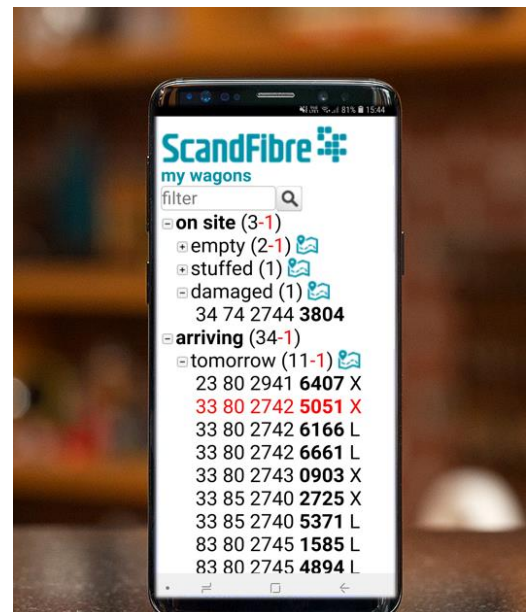 81% 15:44
ScandFibre
my wagons
filter
on site (3-1)
empty (2-1)
stuffed (1)
damaged (1)
34 74 2744 3804
arriving (34-1)
tomorrow (11-1)
23 80 2941 6407 X
33 80 2742 5051 X
33 80 2742 6166 L
33 80 2742 6661 L
33 80 2743 0903 X
33 85 2740 2725 X
33 85 2740 5371 L
83 80 2745 1585 L
83 80 2745 4894 L